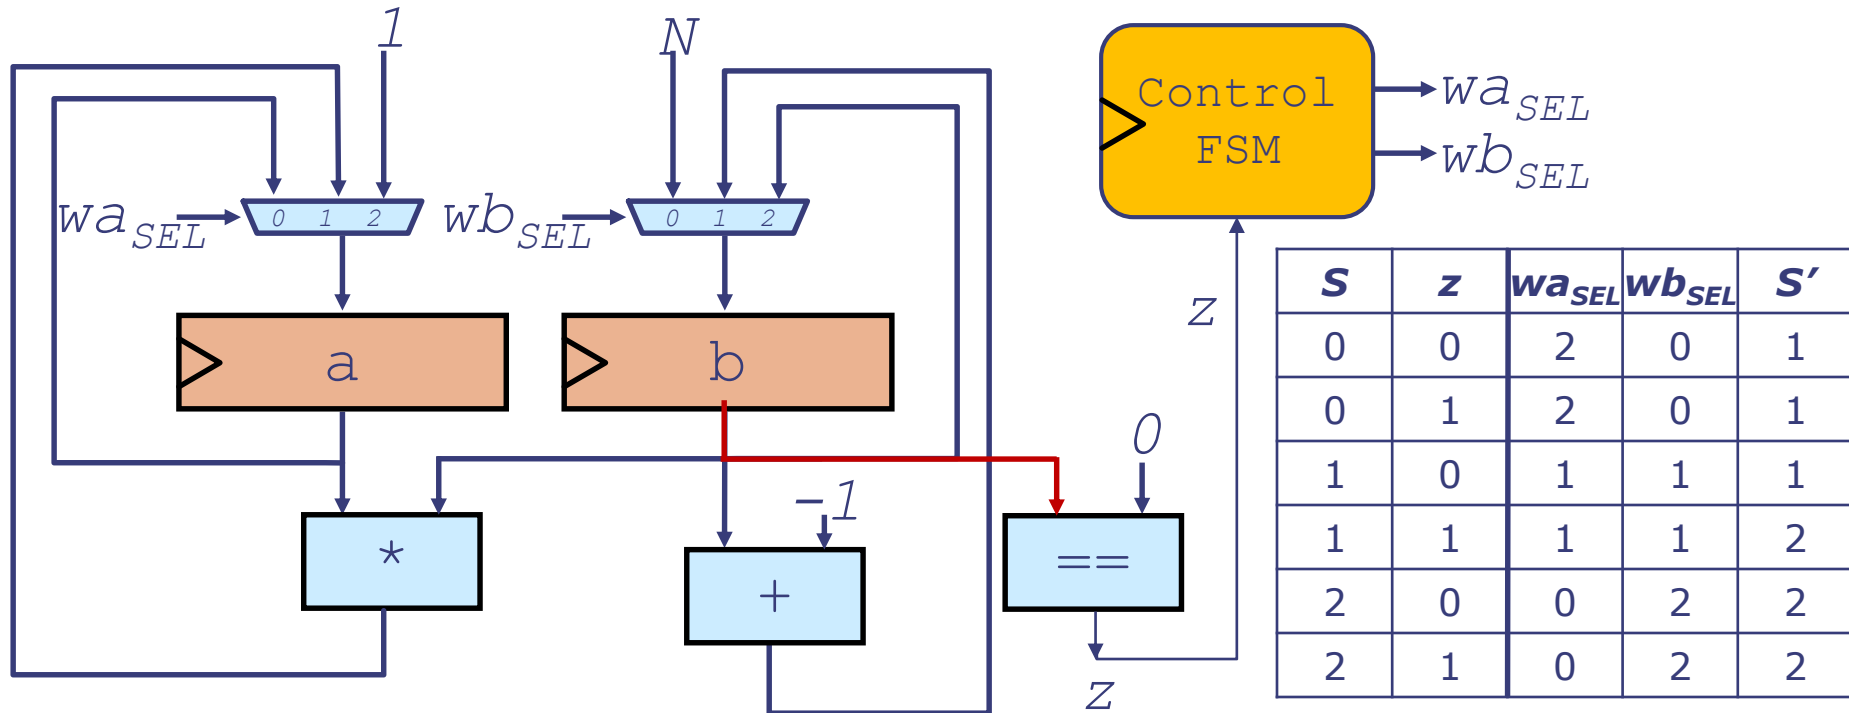 1
N
wa_SEL
0 1 2
wb_SEL
0 1 2
a
b
*
-1
+
0
==
z
z
Control
FSM
wa_SEL
wb_SEL
S z wa_SEL wb_SEL S′
0 0 2 0 1
0 1 2 0 1
1 0 1 1 1
1 1 1 1 2
2 0 0 2 2
2 1 0 2 2